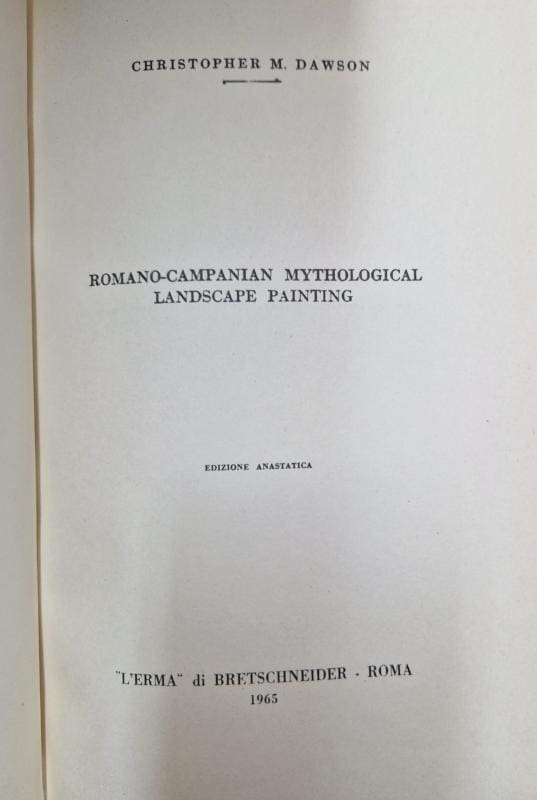 CHRISTOPHER M. DAWSON
ROMANO-CAMPANIAN MYTHOLOGICAL
LANDSCAPE PAINTING
EDIZIONE ANASTATICA
"L'ERMA" di BRETSCHNEIDER - ROMA
1965